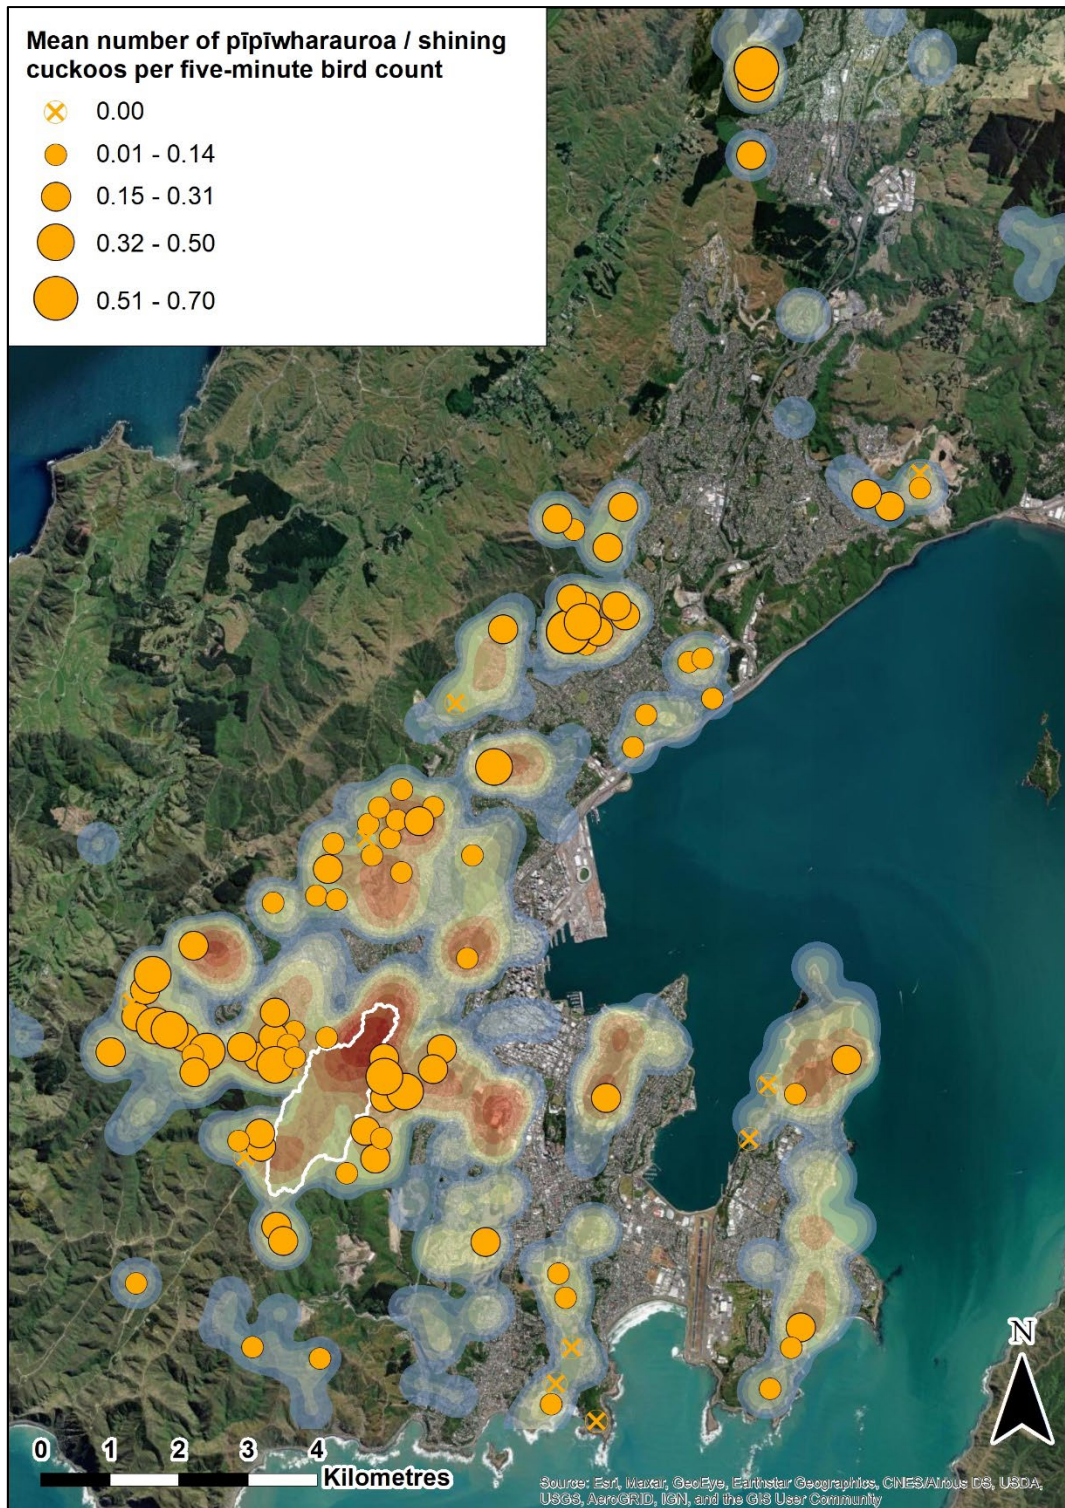 Mean number of pīpīwharauroa / shining
cuckoos per five-minute bird count
0.00
0.01 - 0.14
0.15 - 0.31
0.32 - 0.50
0.51 - 0.70
N
0 1 2 3 4
Kilometres
Source: Esri, Maxar, GeoEye, Earthstar Geographics, CNES/Airbus DS, USDA,
USGS, AeroGRID, IGN, and the GIS User Community